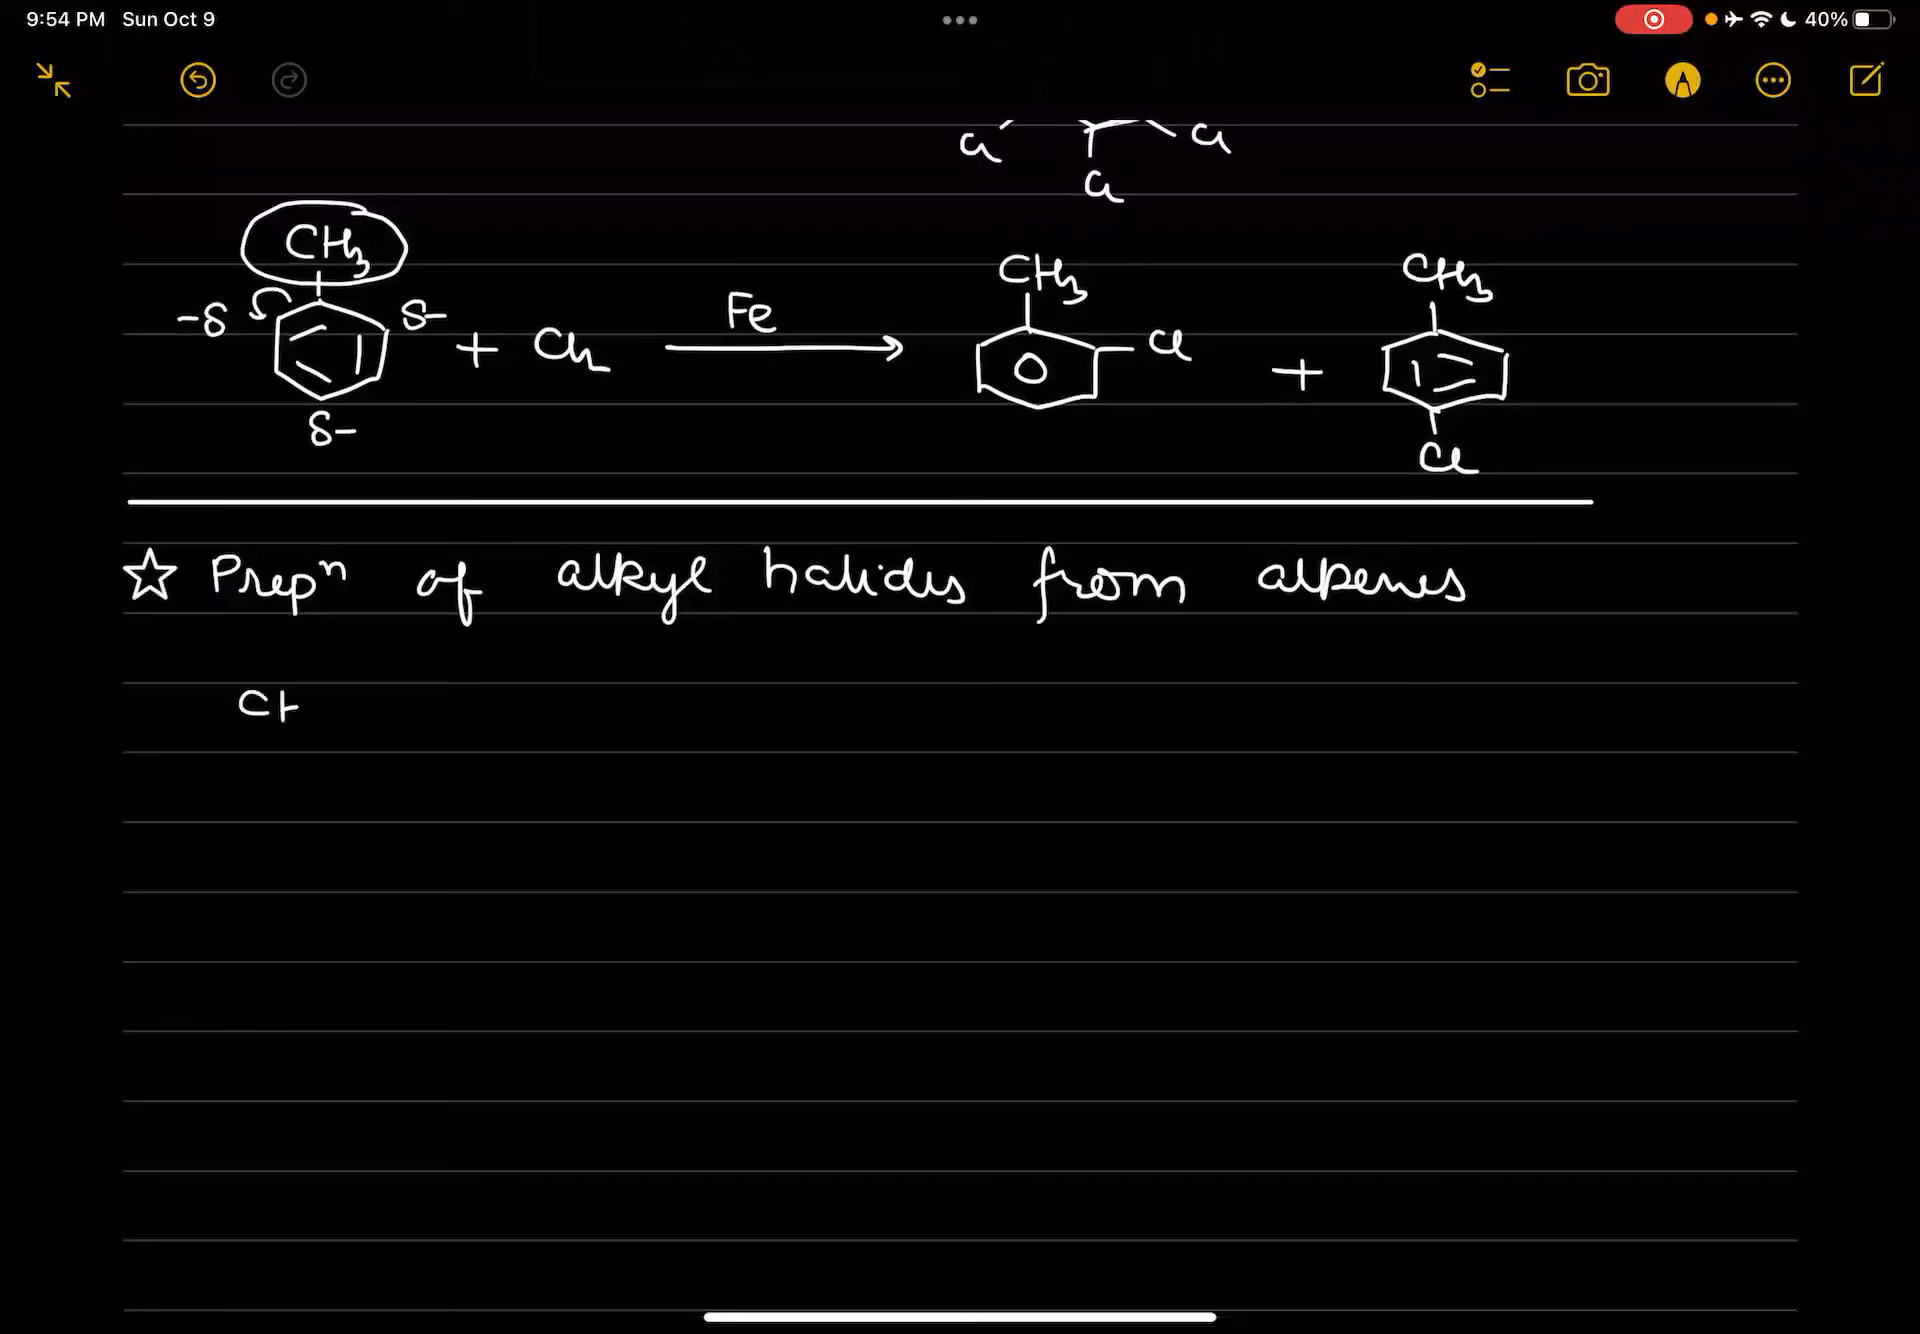 9:54 PM Sun Oct 9
40%
Cl Cl
Cl
CH3 CH3 CH3
-δ δ- + Cl2 Fe Cl +
δ- Cl
☆ Prepn of alkyl halides from alkenes
CH